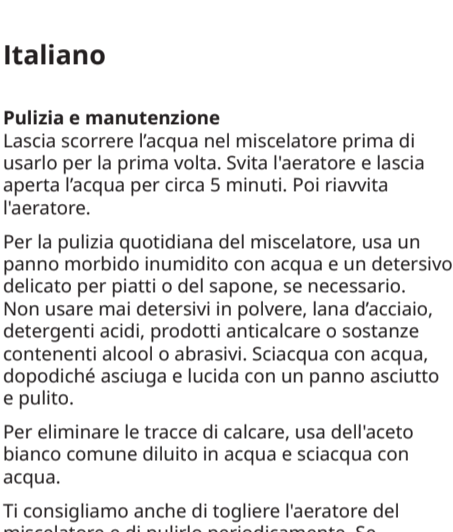 Italiano
Pulizia e manutenzione
Lascia scorrere l’acqua nel miscelatore prima di
usarlo per la prima volta. Svita l'aeratore e lascia
aperta l’acqua per circa 5 minuti. Poi riavvita
l'aeratore.
Per la pulizia quotidiana del miscelatore, usa un
panno morbido inumidito con acqua e un detersivo
delicato per piatti o del sapone, se necessario.
Non usare mai detersivi in polvere, lana d’acciaio,
detergenti acidi, prodotti anticalcare o sostanze
contenenti alcool o abrasivi. Sciacqua con acqua,
dopodiché asciuga e lucida con un panno asciutto
e pulito.
Per eliminare le tracce di calcare, usa dell'aceto
bianco comune diluito in acqua e sciacqua con
acqua.
Ti consigliamo anche di togliere l'aeratore del
miscelatore e di pulirlo periodicamente. Se